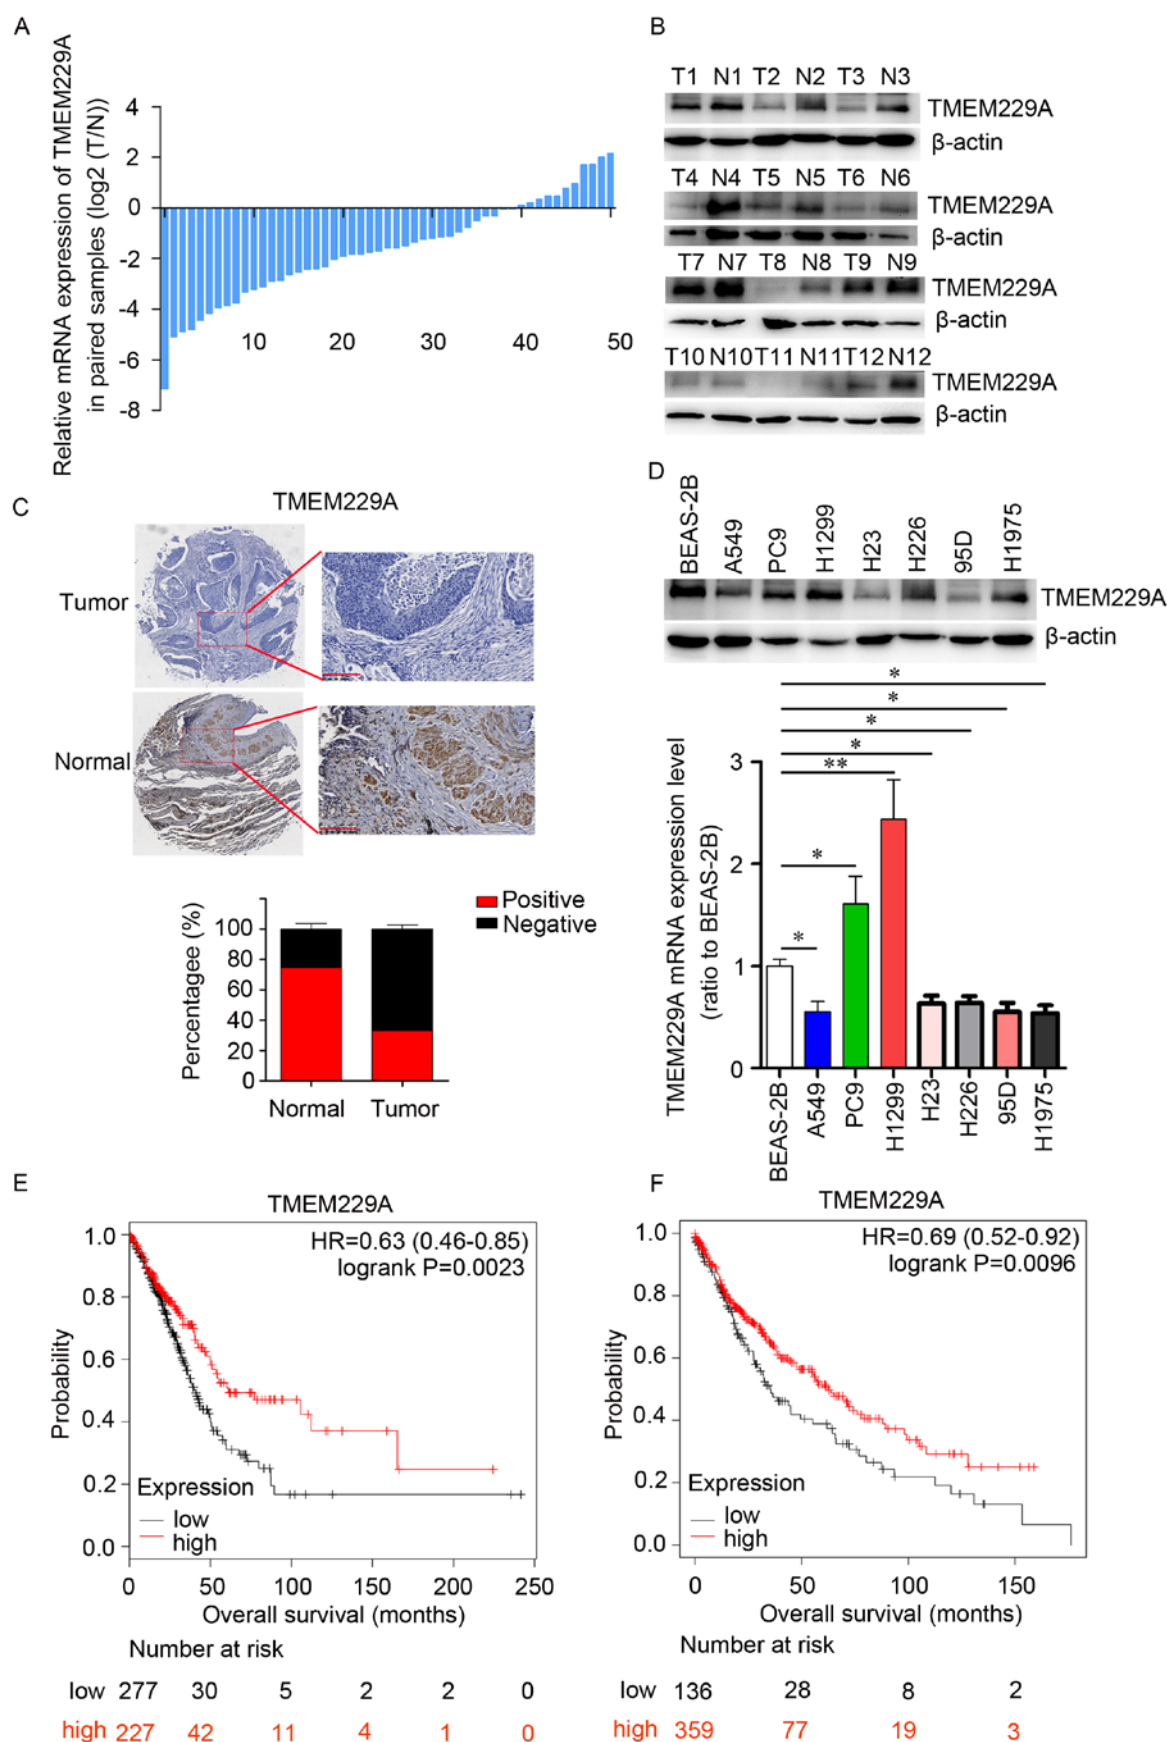 A
Relative mRNA expression of TMEM229A
in paired samples (log2 (T/N))
4
2
0
-2
-4
-6
-8
10 20 30 40 50
B
T1 N1 T2 N2 T3 N3
TMEM229A
β-actin
T4 N4 T5 N5 T6 N6
TMEM229A
β-actin
T7 N7 T8 N8 T9 N9
TMEM229A
β-actin
T10 N10 T11 N11 T12 N12
TMEM229A
β-actin
C
TMEM229A
Tumor
Normal
Positive
Negative
Percentagee (%)
100
80
60
40
20
0
Normal Tumor
D
BEAS-2B A549 PC9 H1299 H23 H226 95D H1975
TMEM229A
β-actin
*
*
*
*
**
*
*
TMEM229A mRNA expression level
(ratio to BEAS-2B)
3
2
1
0
BEAS-2B A549 PC9 H1299 H23 H226 95D H1975
E
TMEM229A
HR=0.63 (0.46-0.85)
logrank P=0.0023
Probability
1.0
0.8
0.6
0.4
0.2
0.0
Expression
low
high
0 50 100 150 200 250
Overall survival (months)
Number at risk
low 277 30 5 2 2 0
high 227 42 11 4 1 0
F
TMEM229A
HR=0.69 (0.52-0.92)
logrank P=0.0096
Probability
1.0
0.8
0.6
0.4
0.2
0.0
Expression
low
high
0 50 100 150
Overall survival (months)
Number at risk
low 136 28 8 2
high 359 77 19 3